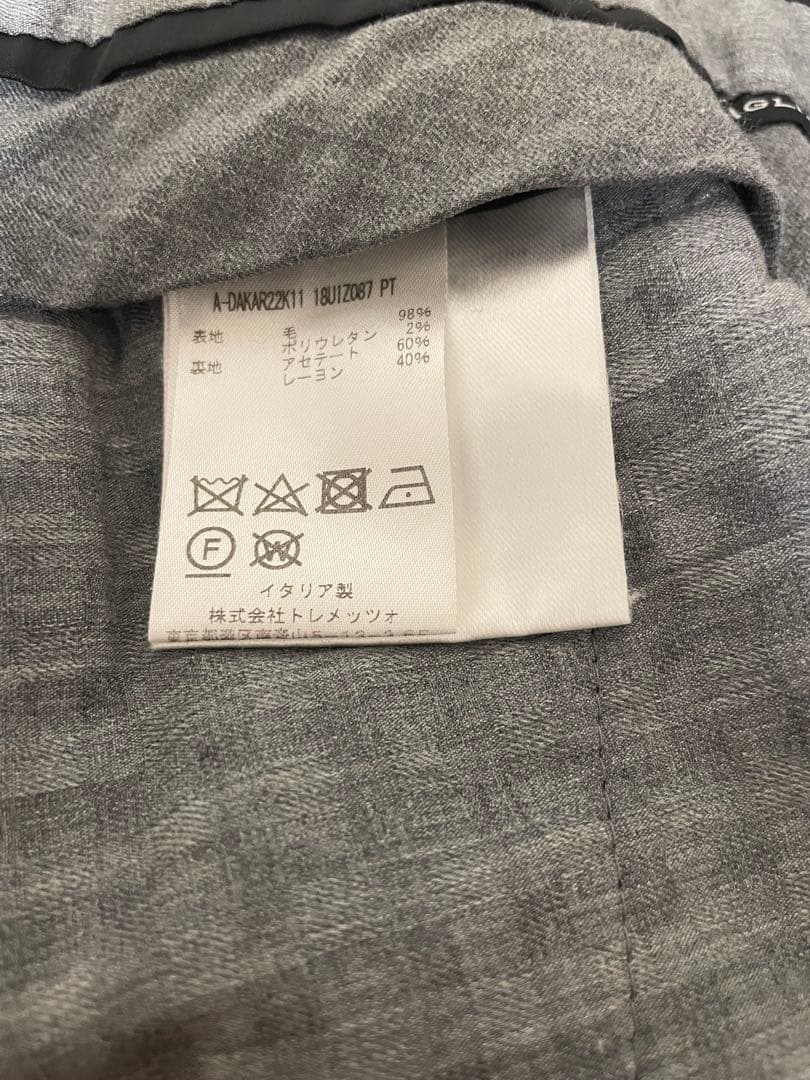 A-DAKAR22K11 18UIZ087 PT
表地 毛 98%
ポリウレタン 2%
裏地 アセテート 60%
レーヨン 40%
F
W
イタリア製
株式会社トレメッツォ
GL